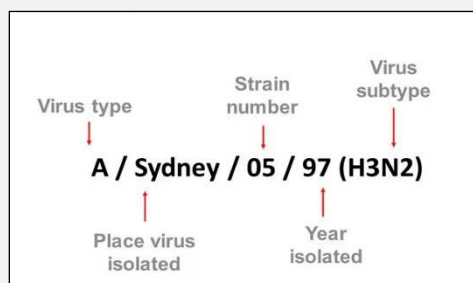 Virus
subtype
Strain
number
Virus type
A / Sydney / 05 / 97 (H3N2)
Place virus
isolated
Year
isolated